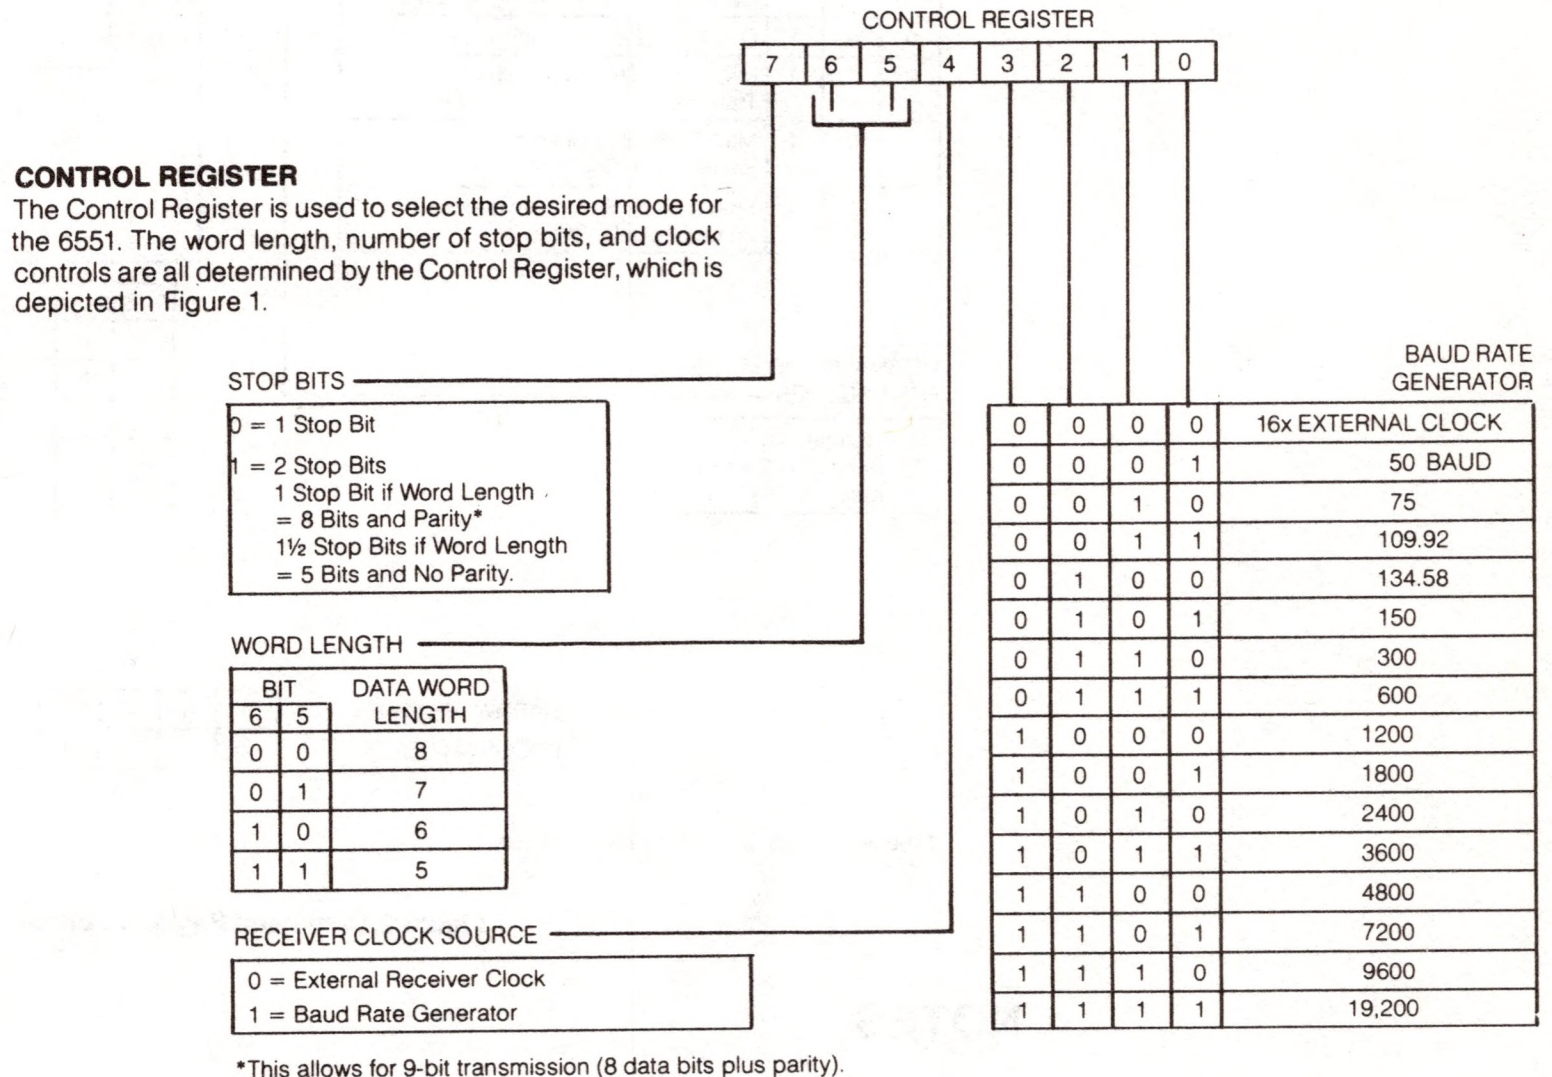 CONTROL REGISTER
7 6 5 4 3 2 1 0
CONTROL REGISTER
The Control Register is used to select the desired mode for
the 6551. The word length, number of stop bits, and clock
controls are all determined by the Control Register, which is
depicted in Figure 1.
STOP BITS
0 = 1 Stop Bit
1 = 2 Stop Bits
1 Stop Bit if Word Length
= 8 Bits and Parity*
1½ Stop Bits if Word Length
= 5 Bits and No Parity.
WORD LENGTH
BIT DATA WORD
6 5 LENGTH
0 0 8
0 1 7
1 0 6
1 1 5
RECEIVER CLOCK SOURCE
0 = External Receiver Clock
1 = Baud Rate Generator
BAUD RATE
GENERATOR
0 0 0 0 16x EXTERNAL CLOCK
0 0 0 1 50 BAUD
0 0 1 0 75
0 0 1 1 109.92
0 1 0 0 134.58
0 1 0 1 150
0 1 1 0 300
0 1 1 1 600
1 0 0 0 1200
1 0 0 1 1800
1 0 1 0 2400
1 0 1 1 3600
1 1 0 0 4800
1 1 0 1 7200
1 1 1 0 9600
1 1 1 1 19,200
*This allows for 9-bit transmission (8 data bits plus parity).